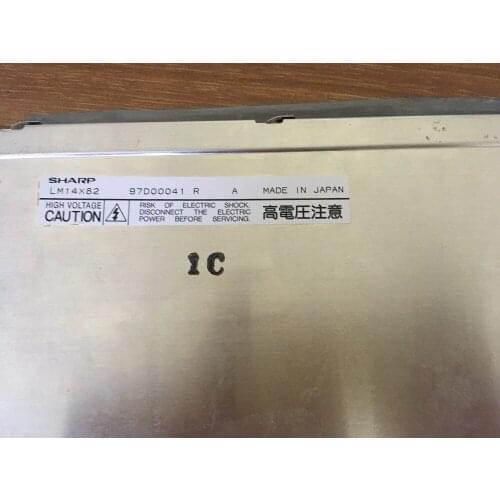 SHARP
LM14X82 97D00041 R A MADE IN JAPAN
HIGH VOLTAGE
CAUTION
RISK OF ELECTRIC SHOCK.
DISCONNECT THE ELECTRIC
POWER BEFORE SERVICING.
高電圧注意
1C